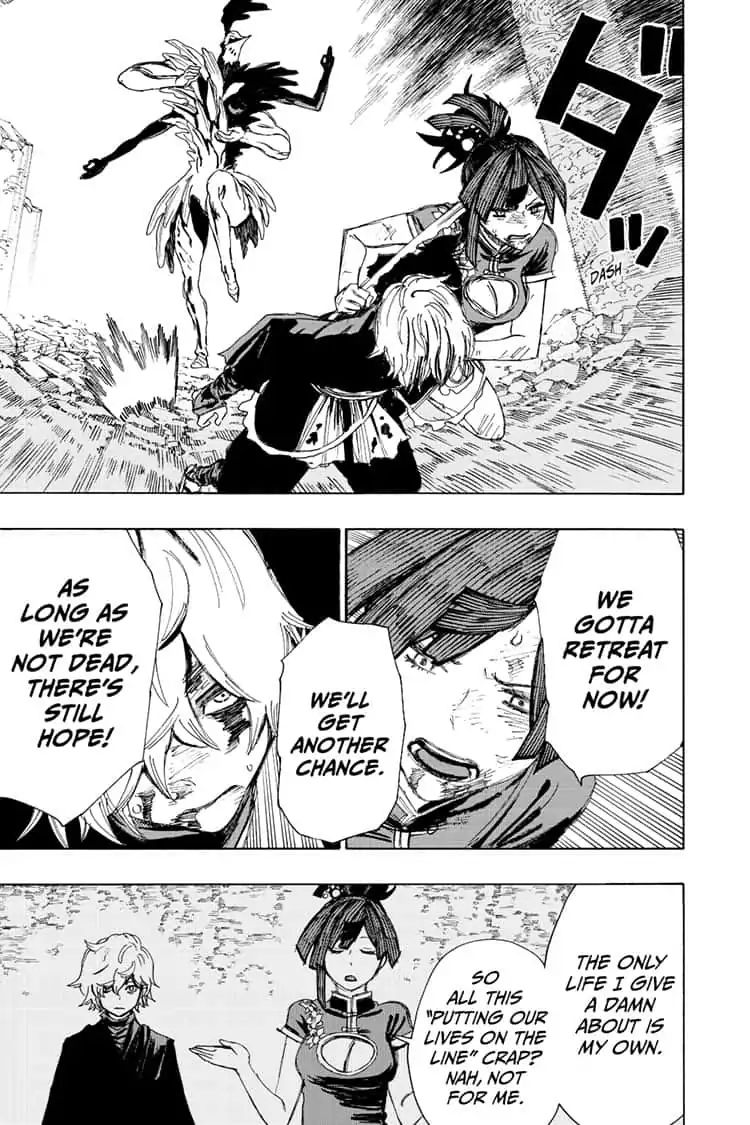 ダッ
DASH
WE
GOTTA
RETREAT
FOR
NOW!
WE'LL
GET
ANOTHER
CHANCE.
AS
LONG AS
WE'RE
NOT DEAD,
THERE'S
STILL
HOPE!
THE ONLY
LIFE I GIVE
A DAMN
ABOUT IS
MY OWN.
SO
ALL THIS
“PUTTING OUR
LIVES ON THE
LINE” CRAP?
NAH, NOT
FOR ME.